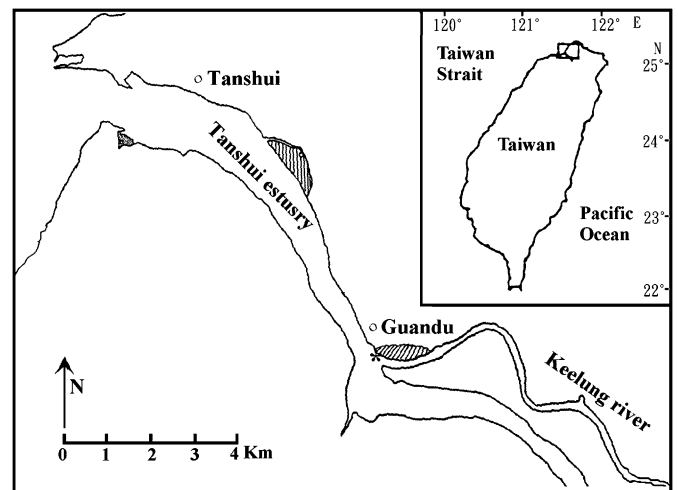 120° 121° 122° E
N
Taiwan
Strait
25°
Taiwan
24°
Pacific
Ocean
23°
22°
Tanshui
Tanshui estusry
Guandu
*
Keelung river
N
0 1 2 3 4 Km